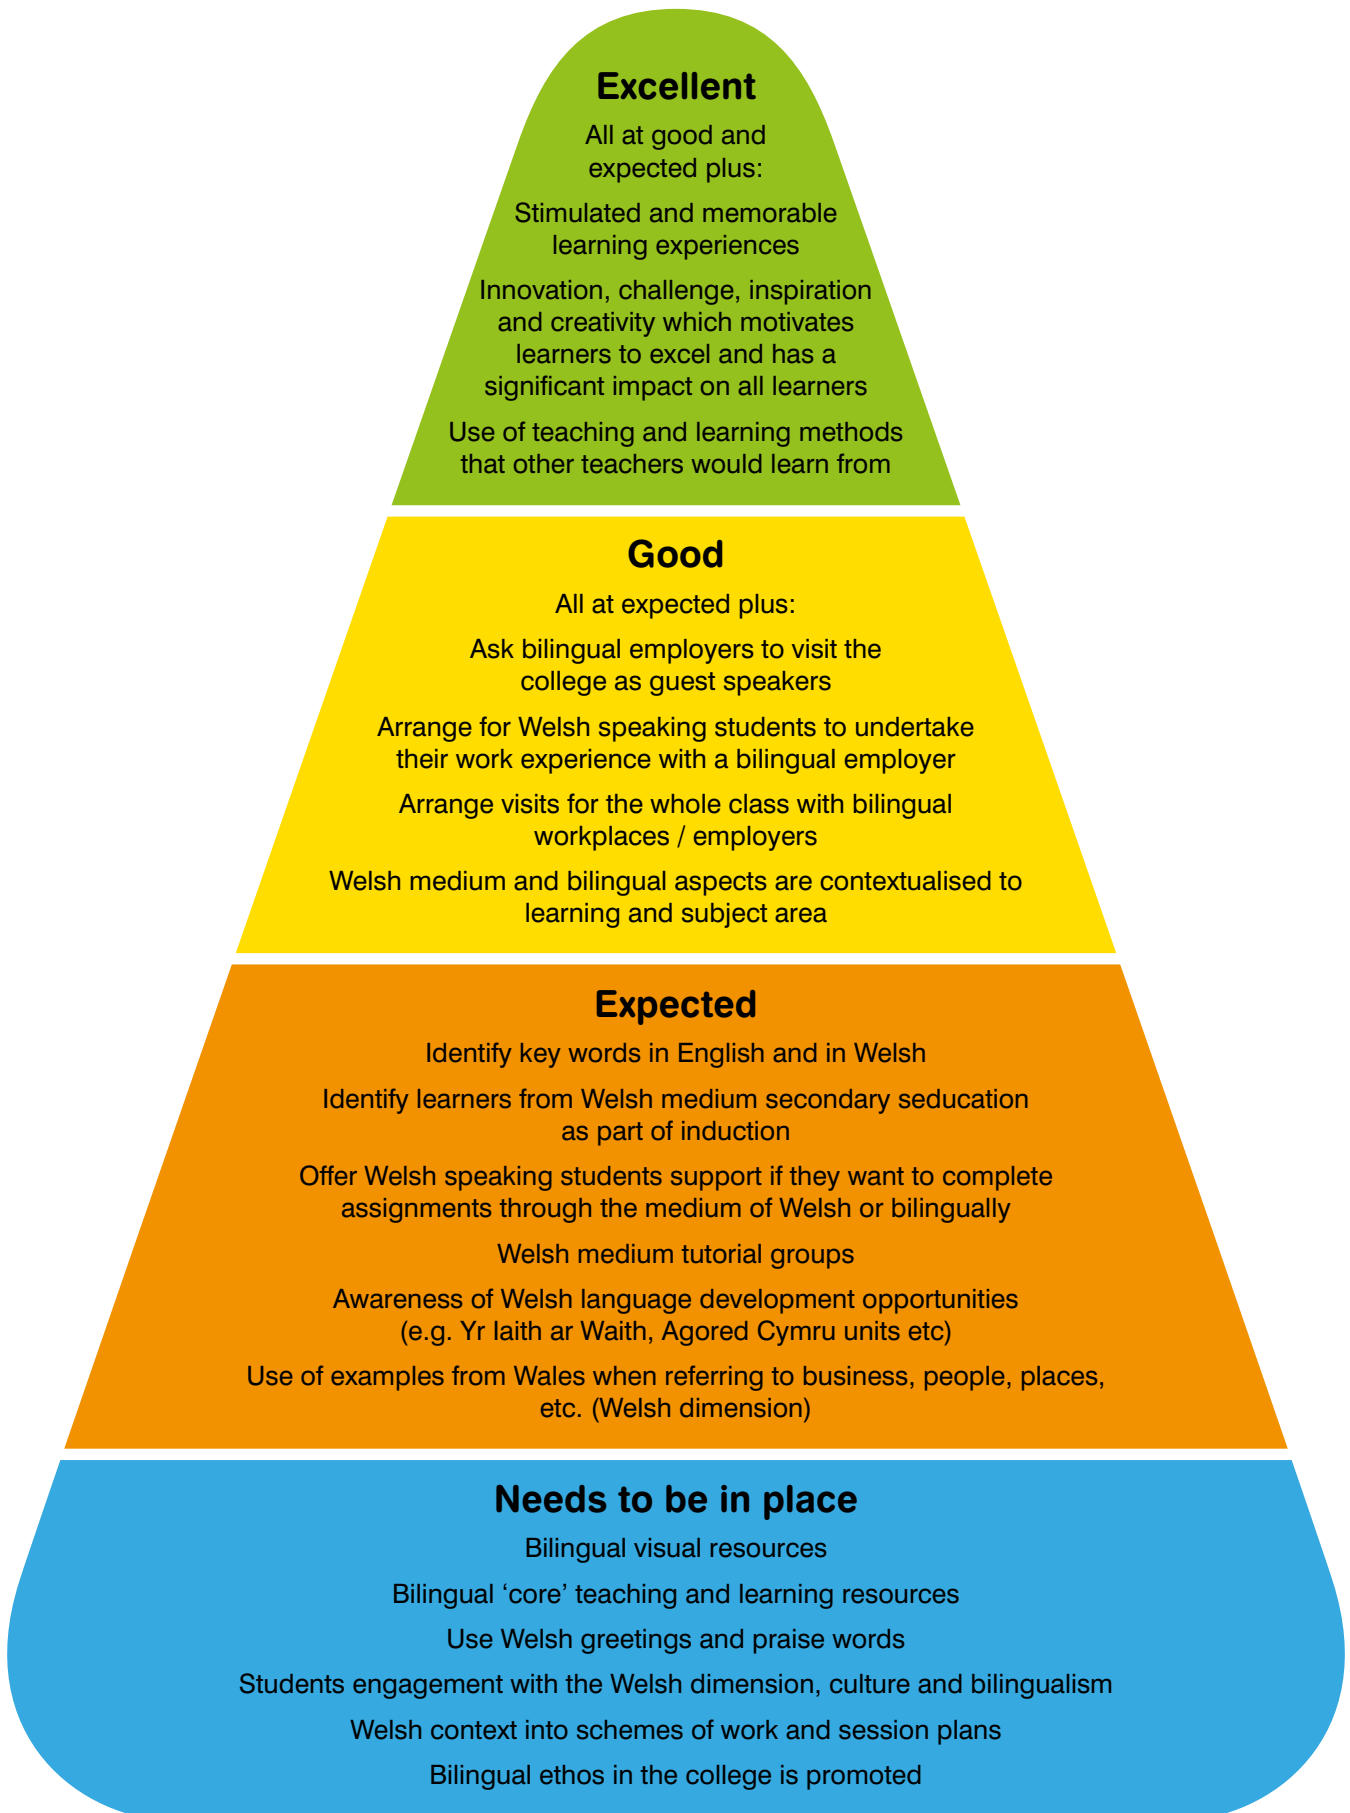 Excellent
All at good and
expected plus:
Stimulated and memorable
learning experiences
Innovation, challenge, inspiration
and creativity which motivates
learners to excel and has a
significant impact on all learners
Use of teaching and learning methods
that other teachers would learn from
Good
All at expected plus:
Ask bilingual employers to visit the
college as guest speakers
Arrange for Welsh speaking students to undertake
their work experience with a bilingual employer
Arrange visits for the whole class with bilingual
workplaces / employers
Welsh medium and bilingual aspects are contextualised to
learning and subject area
Expected
Identify key words in English and in Welsh
Identify learners from Welsh medium secondary seducation
as part of induction
Offer Welsh speaking students support if they want to complete
assignments through the medium of Welsh or bilingually
Welsh medium tutorial groups
Awareness of Welsh language development opportunities
(e.g. Yr Iaith ar Waith, Agored Cymru units etc)
Use of examples from Wales when referring to business, people, places,
etc. (Welsh dimension)
Needs to be in place
Bilingual visual resources
Bilingual ‘core’ teaching and learning resources
Use Welsh greetings and praise words
Students engagement with the Welsh dimension, culture and bilingualism
Welsh context into schemes of work and session plans
Bilingual ethos in the college is promoted